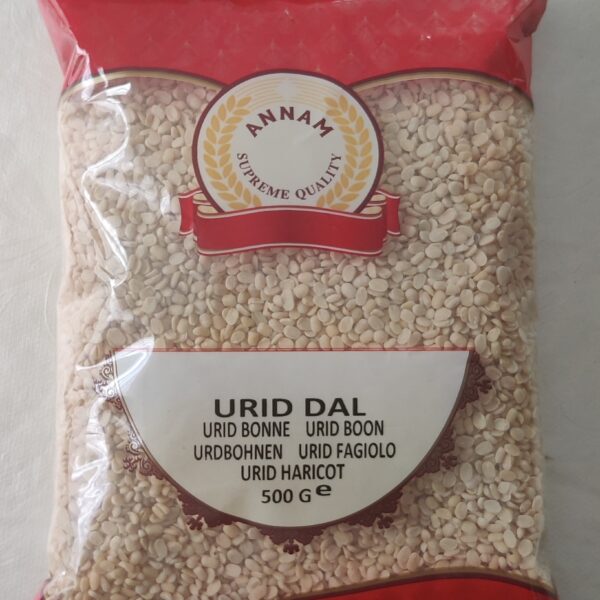 ANNAM
SUPREME QUALITY
URID DAL
URID BONNE URID BOON
URDBOHNEN URID FAGIOLO
URID HARICOT
500 G e